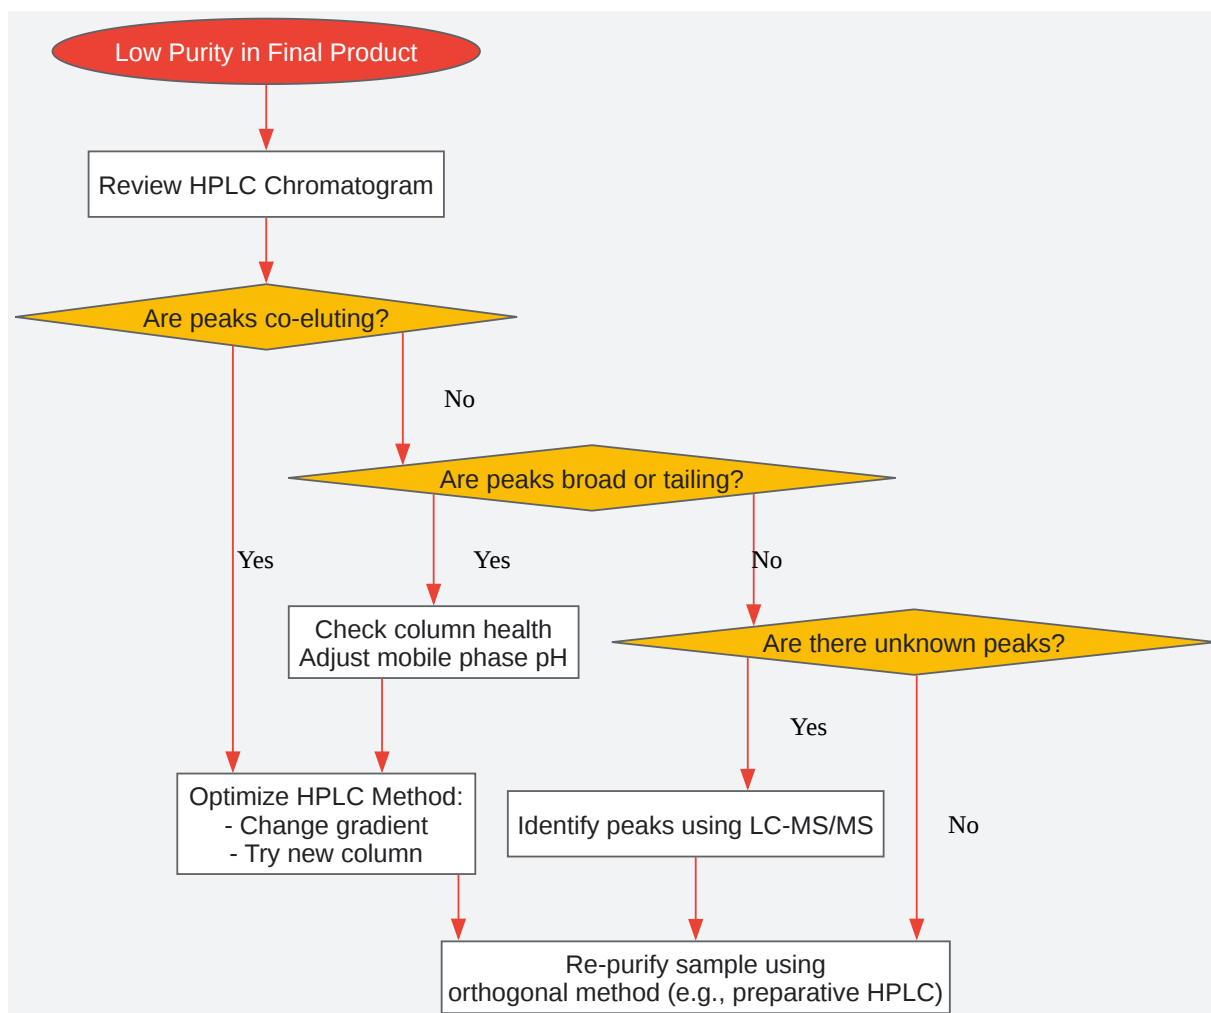 Low Purity in Final Product
Review HPLC Chromatogram
Are peaks co-eluting?
No
Are peaks broad or tailing?
Yes
Yes
No
Check column health
Adjust mobile phase pH
Are there unknown peaks?
Yes
Optimize HPLC Method:
- Change gradient
- Try new column
Identify peaks using LC-MS/MS
No
Re-purify sample using
orthogonal method (e.g., preparative HPLC)